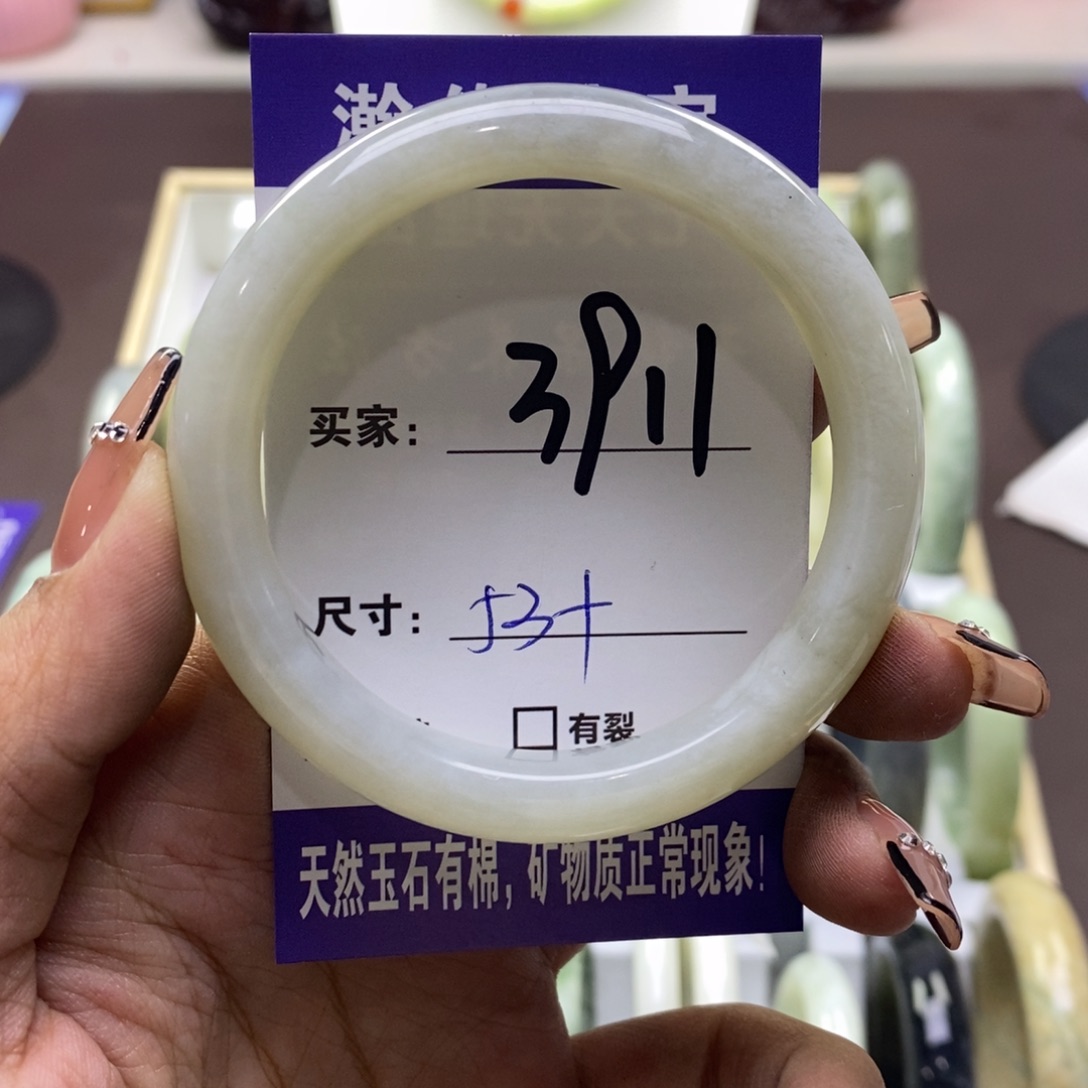 瀚
买家: 3911
尺寸: 53+
□ 有裂
天然玉石有棉, 矿物质正常现象!